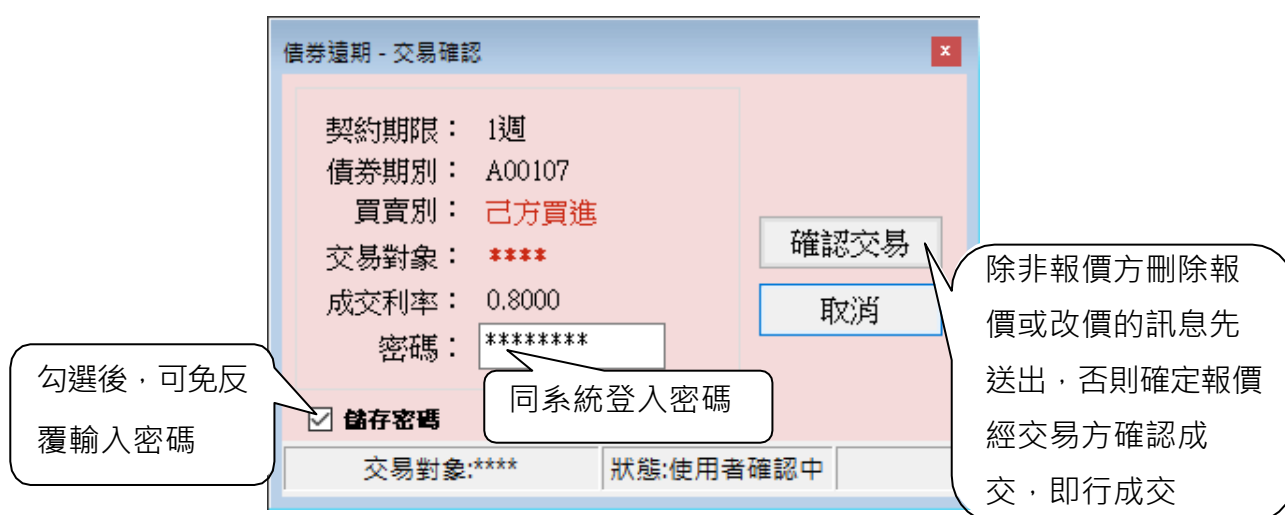 債券遠期 - 交易確認
x
契約期限： 1週
債券期別： A00107
買賣別： 己方買進
交易對象： ****
成交利率： 0.8000
密碼： ********
確認交易
取消
儲存密碼
交易對象:****
狀態:使用者確認中
勾選後，可免反
覆輸入密碼
同系統登入密碼
除非報價方刪除報
價或改價的訊息先
送出，否則確定報價
經交易方確認成
交，即行成交